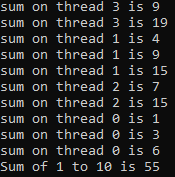 sum on thread 3 is 9
sum on thread 3 is 19
sum on thread 1 is 4
sum on thread 1 is 9
sum on thread 1 is 15
sum on thread 2 is 7
sum on thread 2 is 15
sum on thread 0 is 1
sum on thread 0 is 3
sum on thread 0 is 6
Sum of 1 to 10 is 55